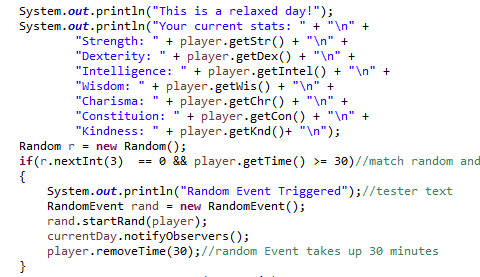 System.out.println("This is a relaxed day!");
System.out.println("Your current stats: " + "\n" +
"Strength: " + player.getStr() + "\n" +
"Dexterity: " + player.getDex() + "\n" +
"Intelligence: " + player.getIntel() + "\n" +
"Wisdom: " + player.getWis() + "\n" +
"Charisma: " + player.getChr() + "\n" +
"Constituion: " + player.getCon() + "\n" +
"Kindness: " + player.getKnd()+ "\n");
Random r = new Random();
if(r.nextInt(3)  == 0 && player.getTime() >= 30)//match random and
{
System.out.println("Random Event Triggered");//tester text
RandomEvent rand = new RandomEvent();
rand.startRand(player);
currentDay.notifyObservers();
player.removeTime(30);//random Event takes up 30 minutes
}